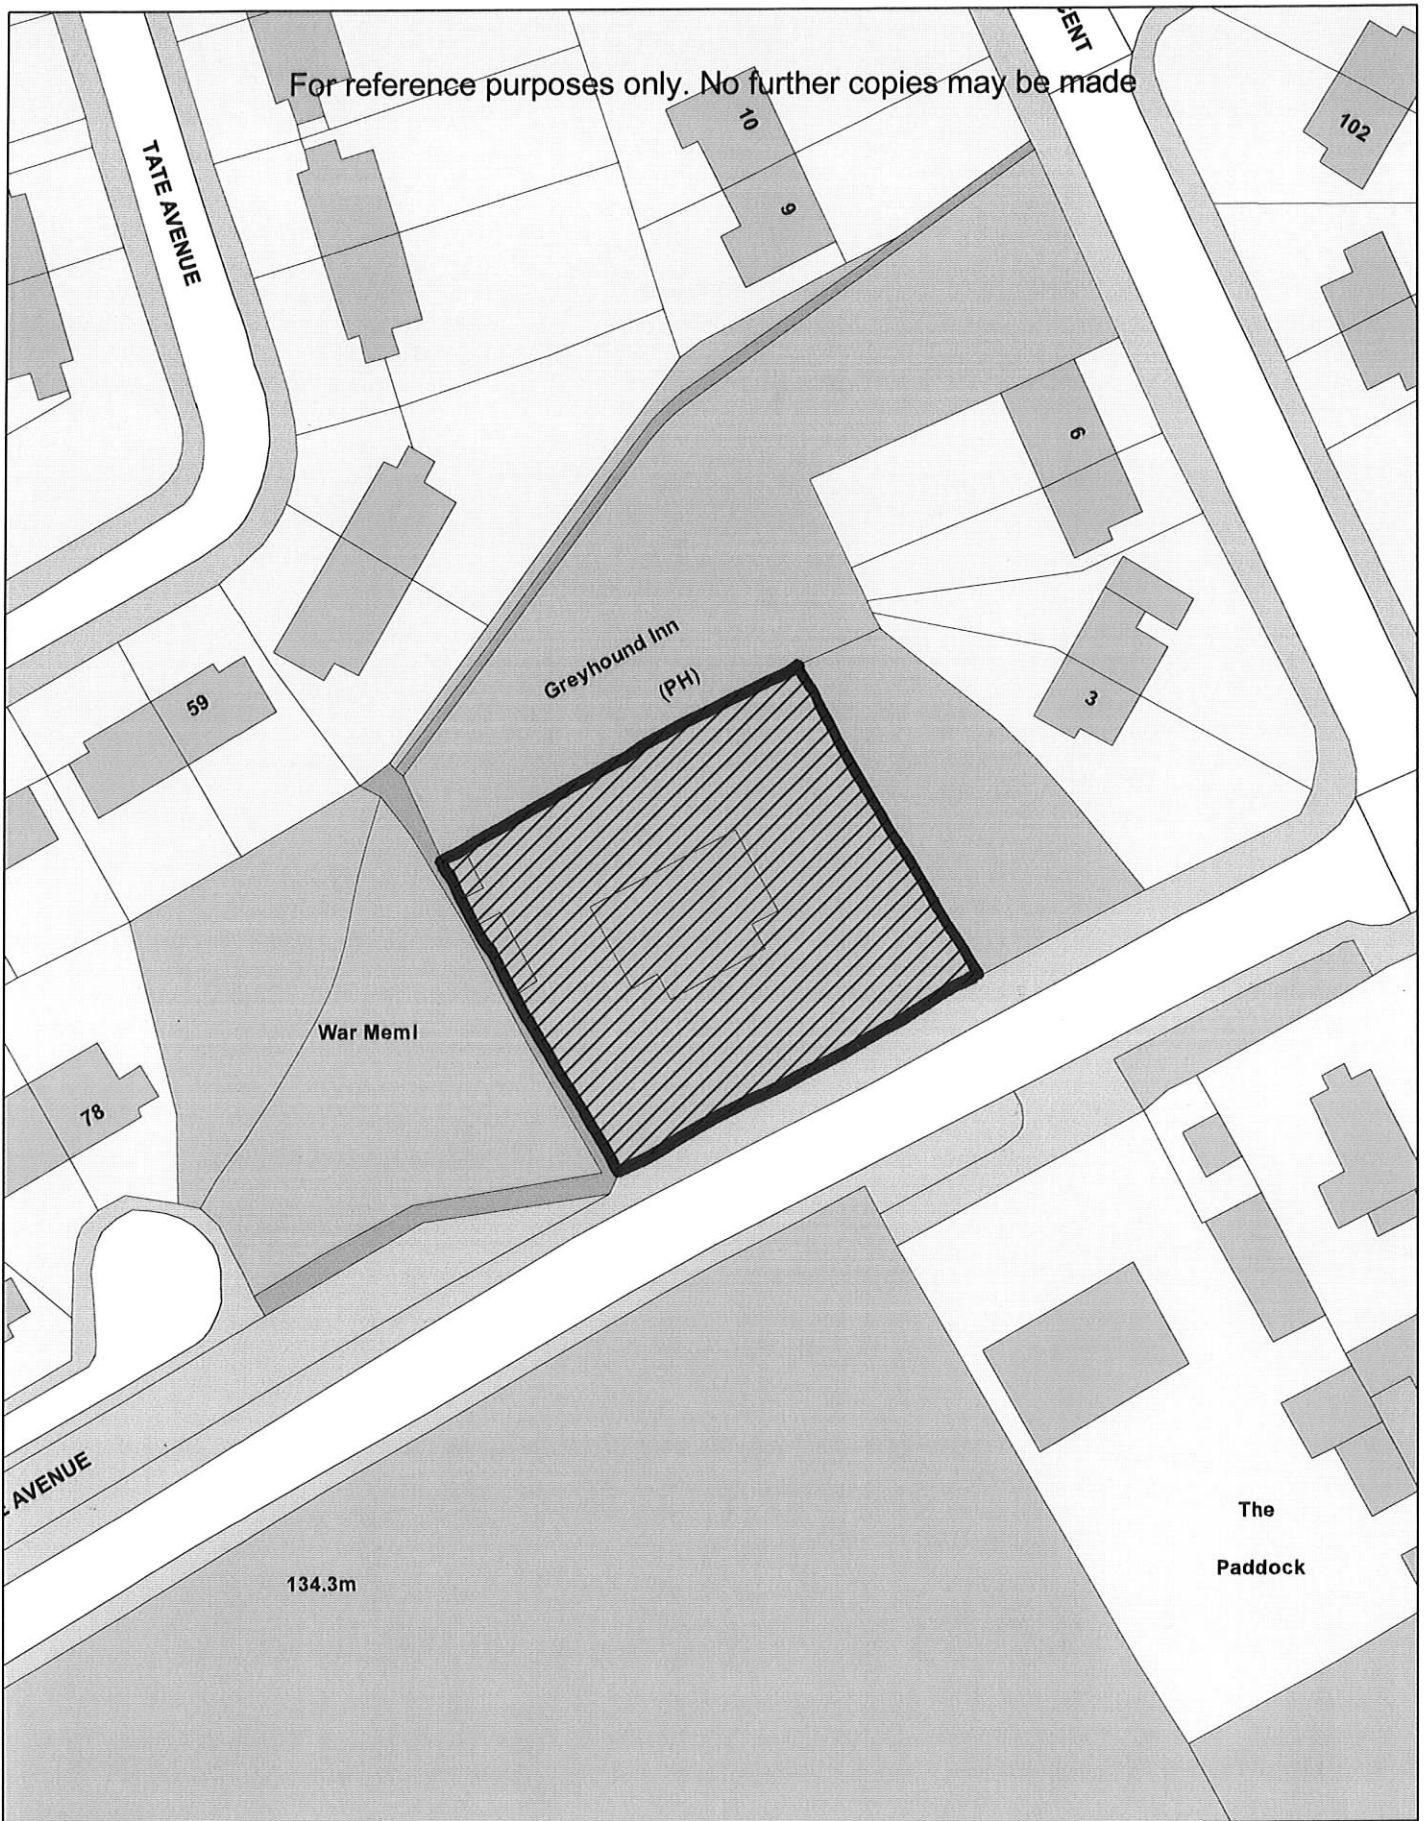 CENT
For reference purposes only. No further copies may be made
10
102
TATE AVENUE
9
6
Greyhound Inn
(PH)
3
59
War Meml
78
E AVENUE
The
Paddock
134.3m